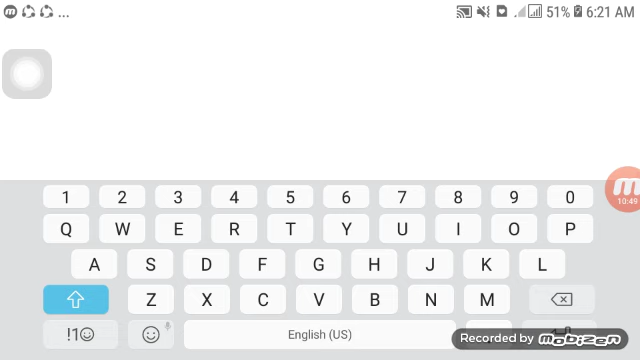 ... 51% 6:21 AM
1 2 3 4 5 6 7 8 9 0
10:49
Q W E R T Y U I O P
A S D F G H J K L
Z X C V B N M
!1☺ English (US)
Recorded by mobizen